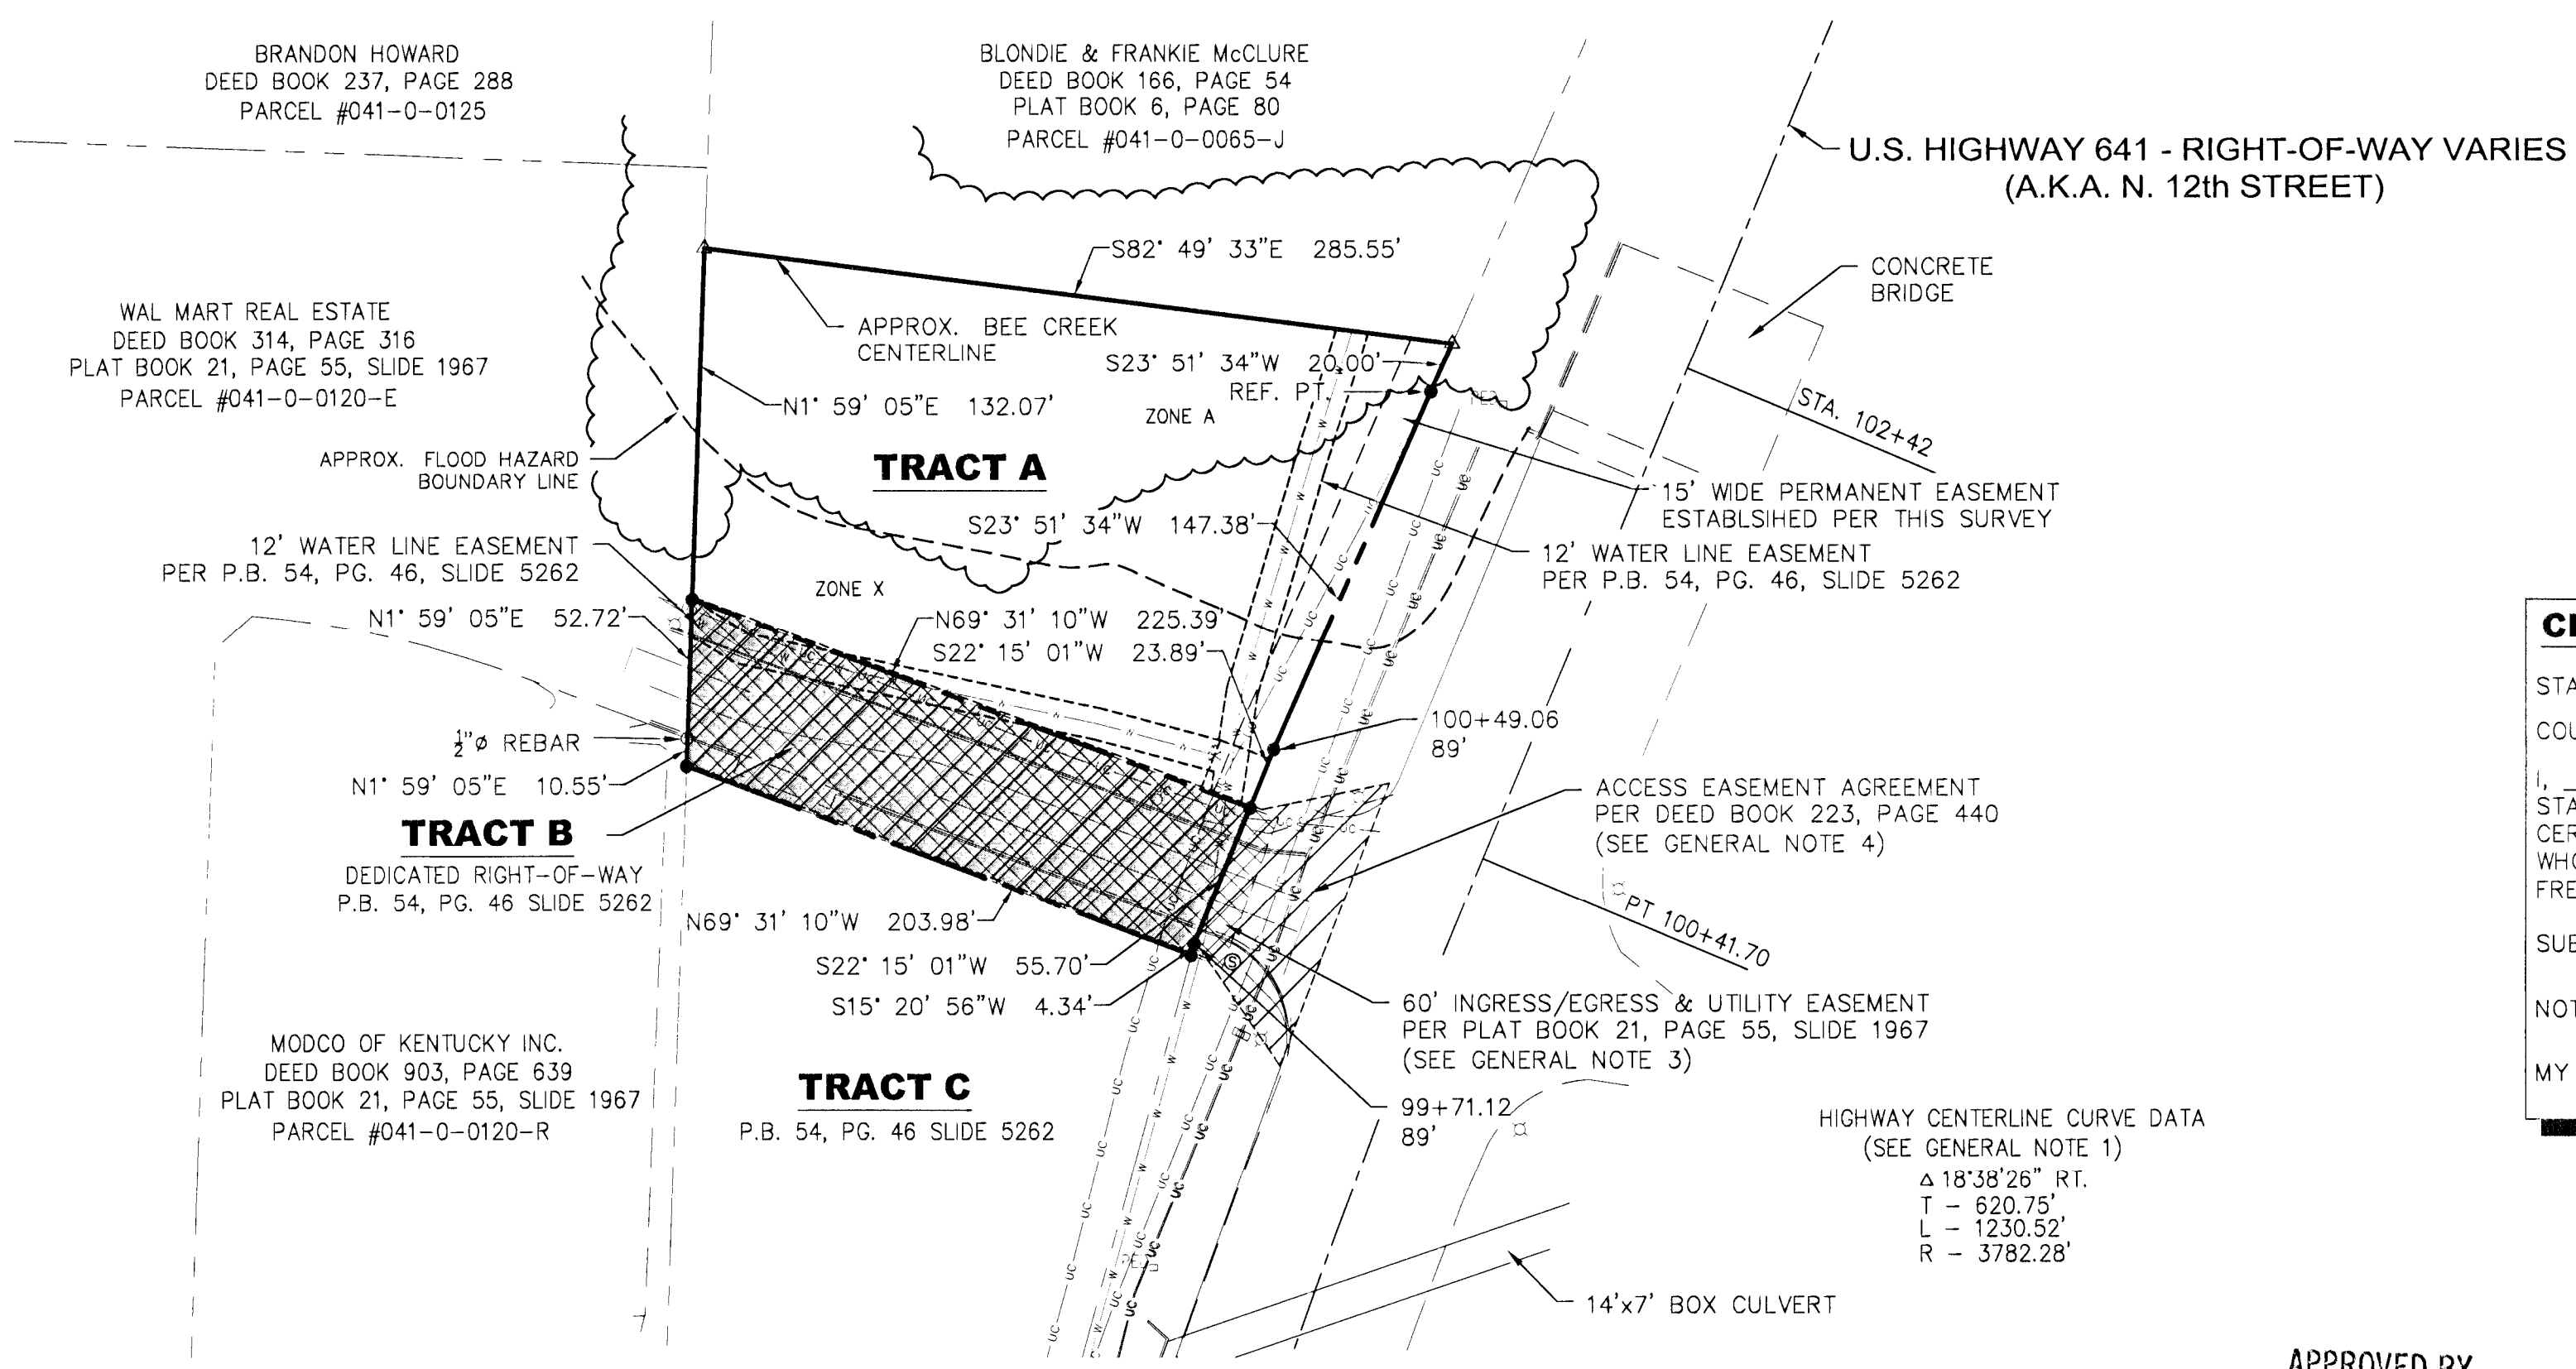 BRANDON HOWARD
DEED BOOK 237, PAGE 288
PARCEL #041-0-0125
BLONDIE & FRANKIE McCLURE
DEED BOOK 166, PAGE 54
PLAT BOOK 6, PAGE 80
PARCEL #041-0-0065-J
U.S. HIGHWAY 641 - RIGHT-OF-WAY VARIES
(A.K.A. N. 12th STREET)
S82° 49' 33"E 285.55'
CONCRETE
BRIDGE
WAL MART REAL ESTATE
DEED BOOK 314, PAGE 316
PLAT BOOK 21, PAGE 55, SLIDE 1967
PARCEL #041-0-0120-E
APPROX. BEE CREEK
CENTERLINE
S23° 51' 34"W 20.00'
REF. PT.
N1° 59' 05"E 132.07'
ZONE A
STA. 102+42
APPROX. FLOOD HAZARD
BOUNDARY LINE
TRACT A
15' WIDE PERMANENT EASEMENT
ESTABLSIHED PER THIS SURVEY
S23° 51' 34"W 147.38'
12' WATER LINE EASEMENT
PER P.B. 54, PG. 46, SLIDE 5262
12' WATER LINE EASEMENT
PER P.B. 54, PG. 46, SLIDE 5262
ZONE X
N1° 59' 05"E 52.72'
N69° 31' 10"W 225.39'
S22° 15' 01"W 23.89'
100+49.06
89'
½"ø REBAR
N1° 59' 05"E 10.55'
ACCESS EASEMENT AGREEMENT
PER DEED BOOK 223, PAGE 440
(SEE GENERAL NOTE 4)
TRACT B
DEDICATED RIGHT-OF-WAY
P.B. 54, PG. 46 SLIDE 5262
PT 100+41.70
N69° 31' 10"W 203.98'
S22° 15' 01"W 55.70'
S15° 20' 56"W 4.34'
60' INGRESS/EGRESS & UTILITY EASEMENT
PER PLAT BOOK 21, PAGE 55, SLIDE 1967
(SEE GENERAL NOTE 3)
MODCO OF KENTUCKY INC.
DEED BOOK 903, PAGE 639
PLAT BOOK 21, PAGE 55, SLIDE 1967
PARCEL #041-0-0120-R
TRACT C
P.B. 54, PG. 46 SLIDE 5262
99+71.12
89'
HIGHWAY CENTERLINE CURVE DATA
(SEE GENERAL NOTE 1)
Δ 18°38'26" RT.
T - 620.75'
L - 1230.52'
R - 3782.28'
14'x7' BOX CULVERT
STA
COU
I,
STA
CER
WHO
FRE
SUB
NOT
MY
APPROVED BY